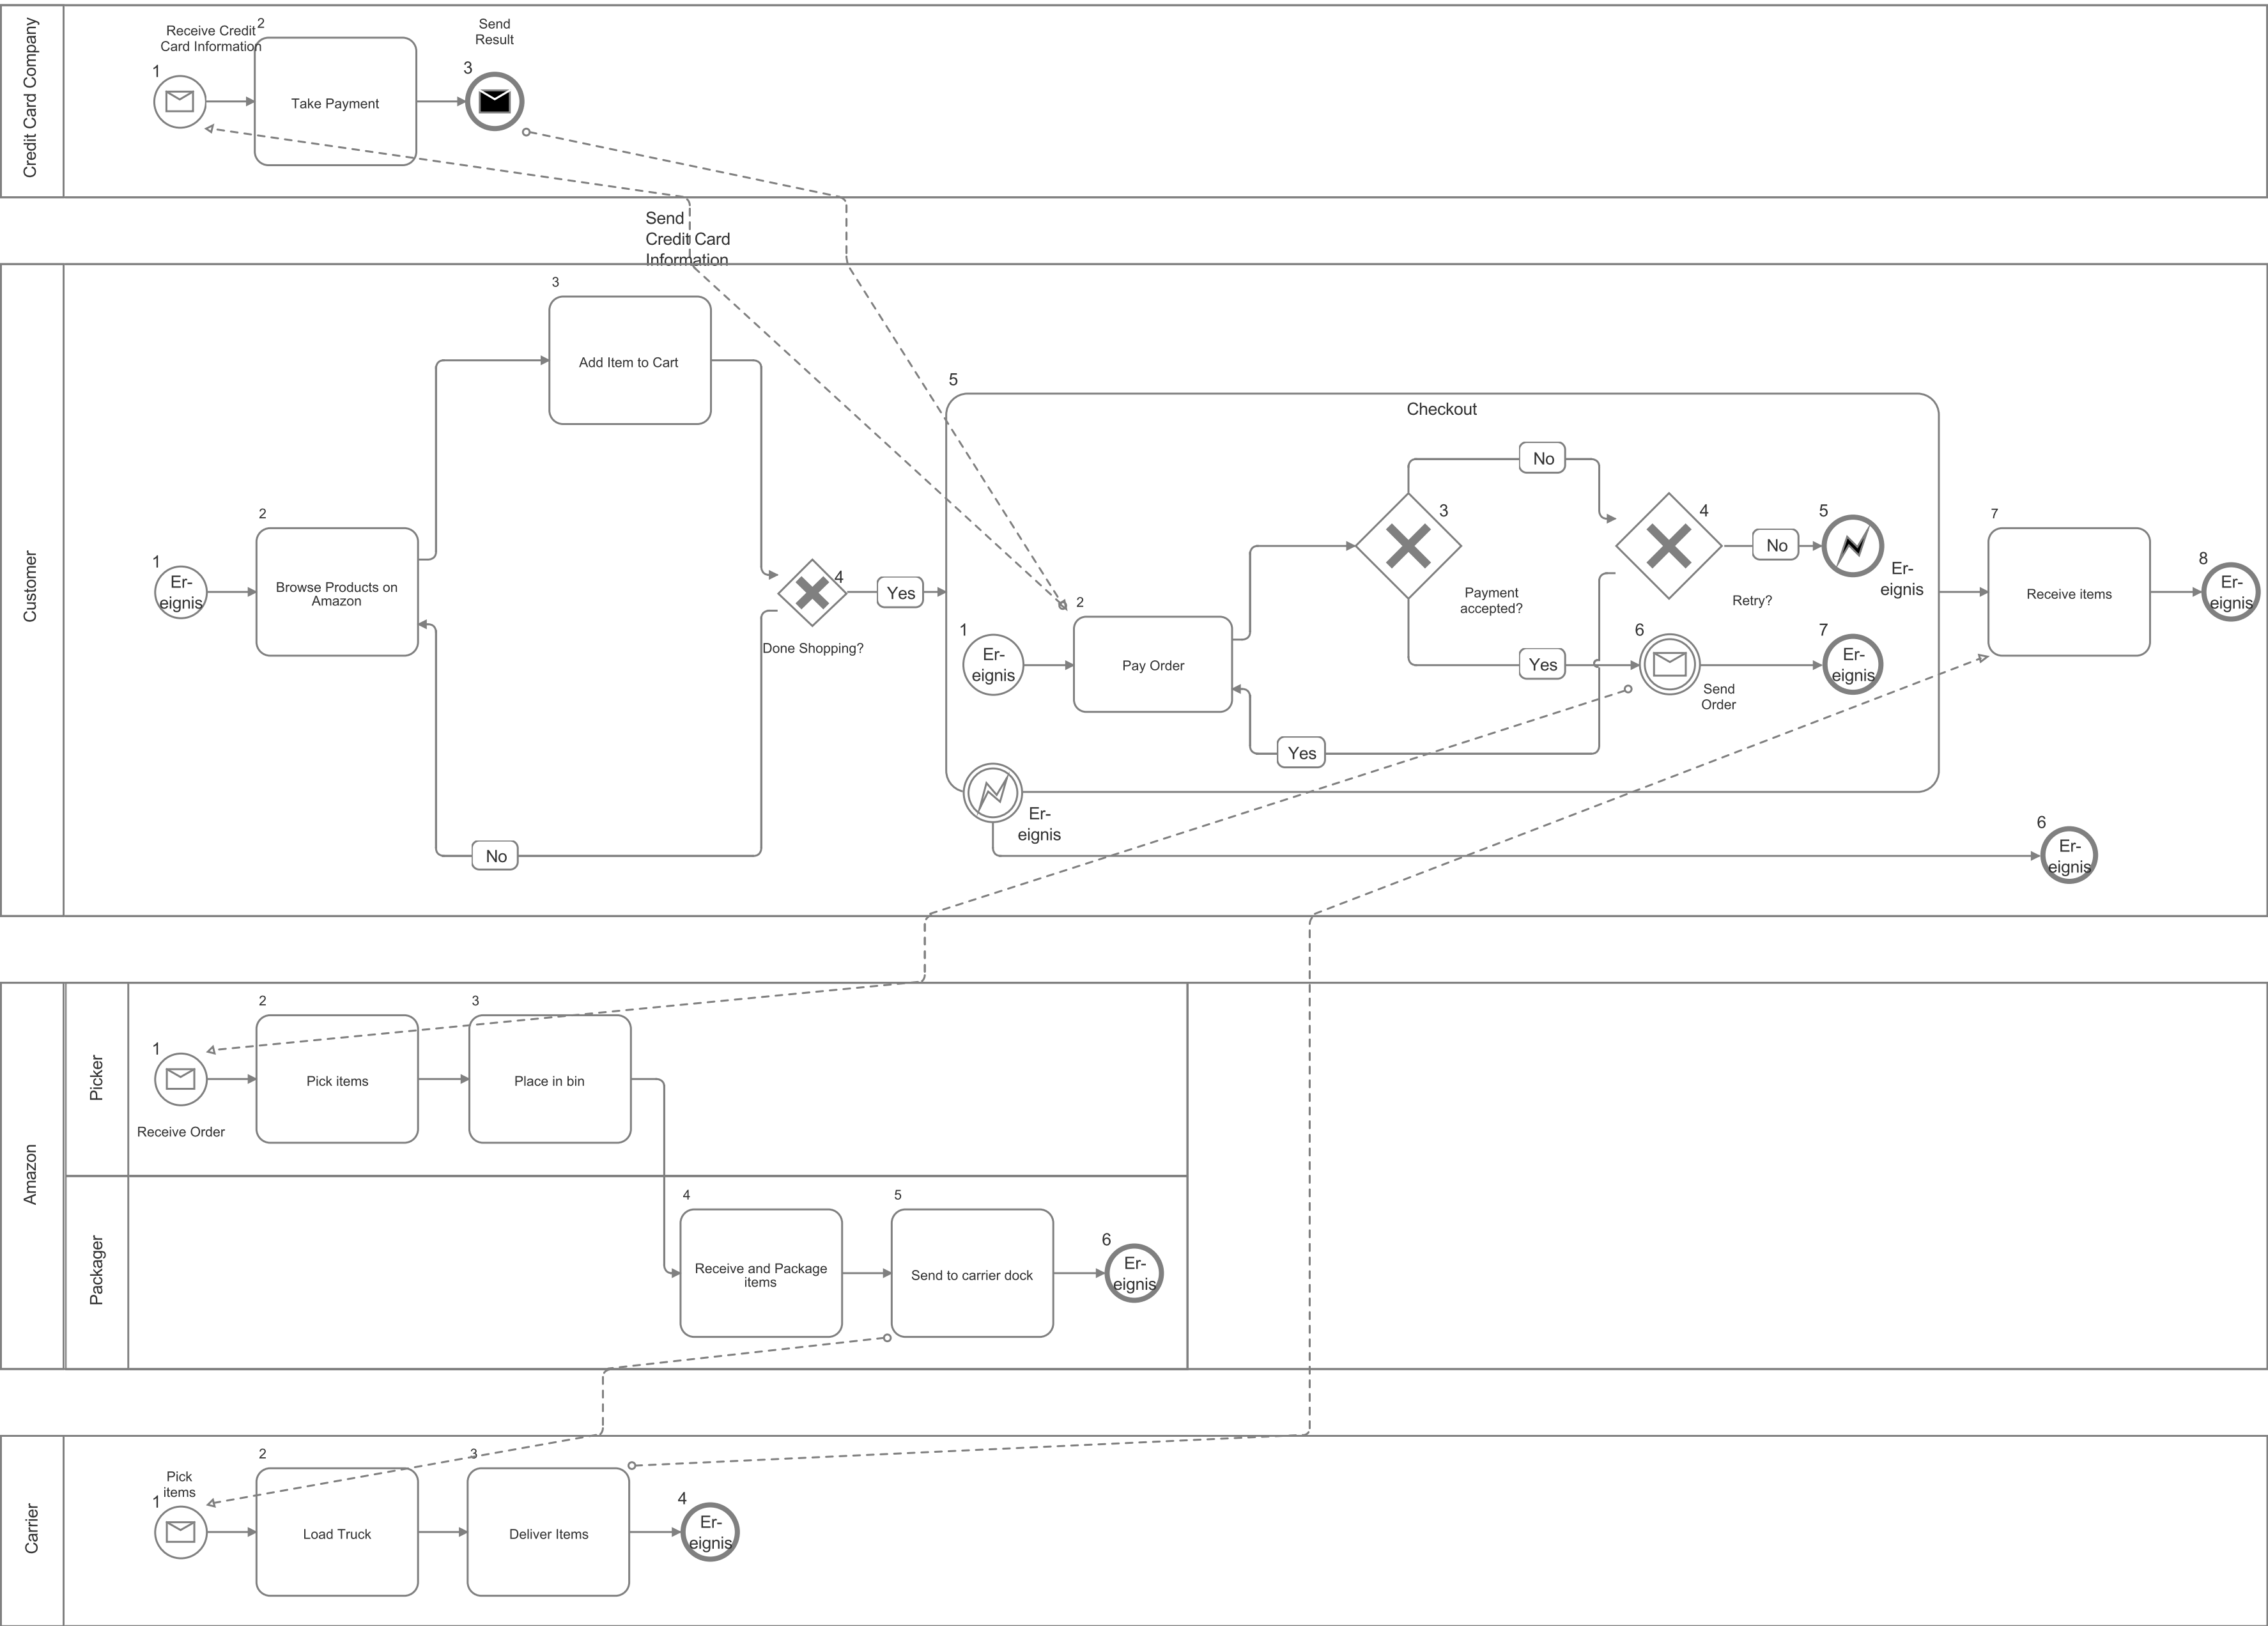 Credit Card Company
Receive Credit
Card Information
1
2
Take Payment
3
Send
Result
Send
Credit Card
Information
Customer
1
Er-
eignis
2
Browse Products on
Amazon
3
Add Item to Cart
4
Done Shopping?
Yes
No
5
Checkout
1
Er-
eignis
2
Pay Order
3
Payment
accepted?
No
Yes
4
Retry?
No
Yes
5
Er-
eignis
6
Send
Order
7
Er-
eignis
Er-
eignis
6
Er-
eignis
7
Receive items
8
Er-
eignis
Amazon
Picker
1
Receive Order
2
Pick items
3
Place in bin
Packager
4
Receive and Package
items
5
Send to carrier dock
6
Er-
eignis
Carrier
Pick
items
1
2
Load Truck
3
Deliver Items
4
Er-
eignis